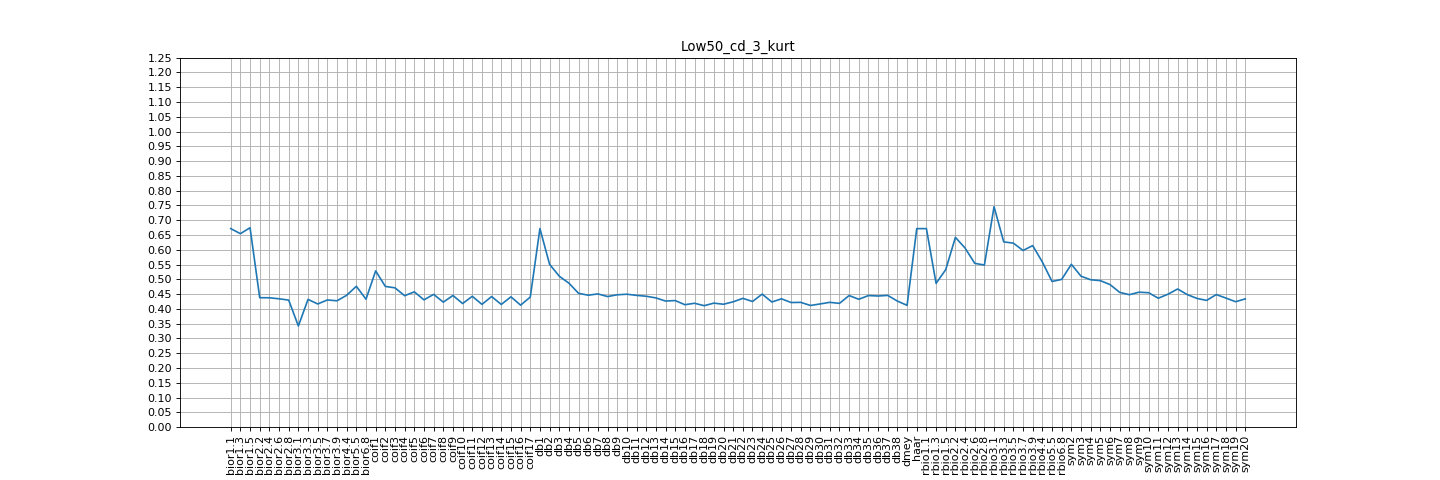 Low50_cd_3_kurt
1.25
1.20
1.15
1.10
1.05
1.00
0.95
0.90
0.85
0.80
0.75
0.70
0.65
0.60
0.55
0.50
0.45
0.40
0.35
0.30
0.25
0.20
0.15
0.10
0.05
0.00
bior1.1
bior1.3
bior1.5
bior2.2
bior2.4
bior2.6
bior2.8
bior3.1
bior3.3
bior3.5
bior3.7
bior3.9
bior4.4
bior5.5
bior6.8
coif1
coif2
coif3
coif4
coif5
coif6
coif7
coif8
coif9
coif10
coif11
coif12
coif13
coif14
coif15
coif16
coif17
db1
db2
db3
db4
db5
db6
db7
db8
db9
db10
db11
db12
db13
db14
db15
db16
db17
db18
db19
db20
db21
db22
db23
db24
db25
db26
db27
db28
db29
db30
db31
db32
db33
db34
db35
db36
db37
db38
dmey
haar
rbio1.1
rbio1.3
rbio1.5
rbio2.2
rbio2.4
rbio2.6
rbio2.8
rbio3.1
rbio3.3
rbio3.5
rbio3.7
rbio3.9
rbio4.4
rbio5.5
rbio6.8
sym2
sym3
sym4
sym5
sym6
sym7
sym8
sym9
sym10
sym11
sym12
sym13
sym14
sym15
sym16
sym17
sym18
sym19
sym20